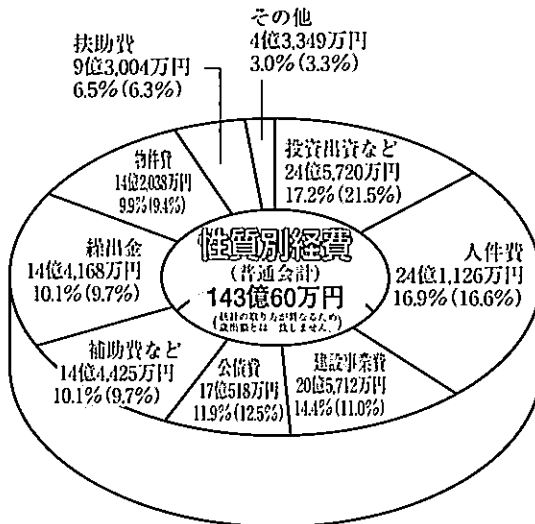 その他
4億3,349万円
3.0%(3.3%)
扶助費
9億3,004万円
6.5%(6.3%)
投資出資など
24億5,720万円
17.2%(21.5%)
物件費
14億2,038万円
9.9%(9.4%)
人件費
24億1,126万円
16.9%(16.6%)
繰出金
14億4,168万円
10.1%(9.7%)
性質別経費
(普通会計)
143億60万円
補助費など
14億4,425万円
10.1%(9.7%)
公債費
17億518万円
11.9%(12.5%)
建設事業費
20億5,712万円
14.4%(11.0%)